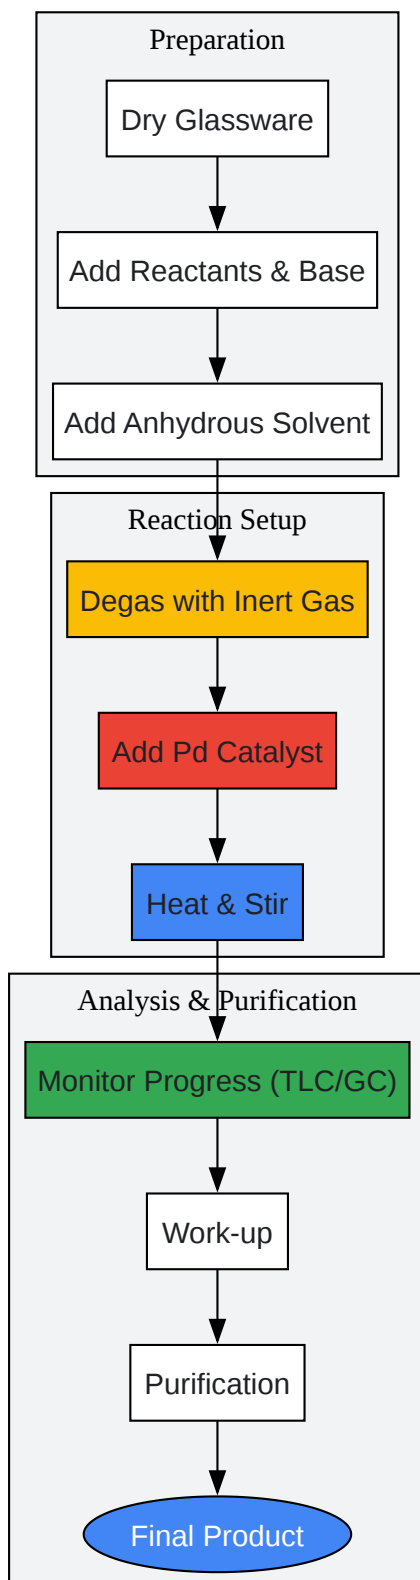 Preparation
Dry Glassware
Add Reactants & Base
Add Anhydrous Solvent
Reaction Setup
Degas with Inert Gas
Add Pd Catalyst
Heat & Stir
Analysis & Purification
Monitor Progress (TLC/GC)
Work-up
Purification
Final Product